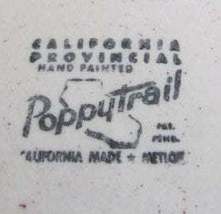 CALIFORNIA
PROVINCIAL
HAND PAINTED
Poppytrail
PAT.
PEND.
CALIFORNIA MADE ★ METLOX